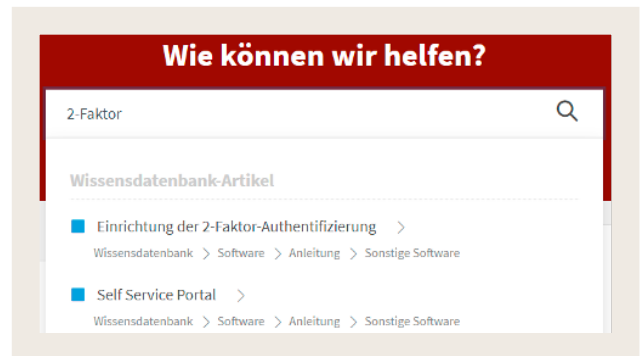 Wie können wir helfen?
2-Faktor
Wissensdatenbank-Artikel
Einrichtung der 2-Faktor-Authentifizierung >
Wissensdatenbank > Software > Anleitung > Sonstige Software
Self Service Portal >
Wissensdatenbank > Software > Anleitung > Sonstige Software